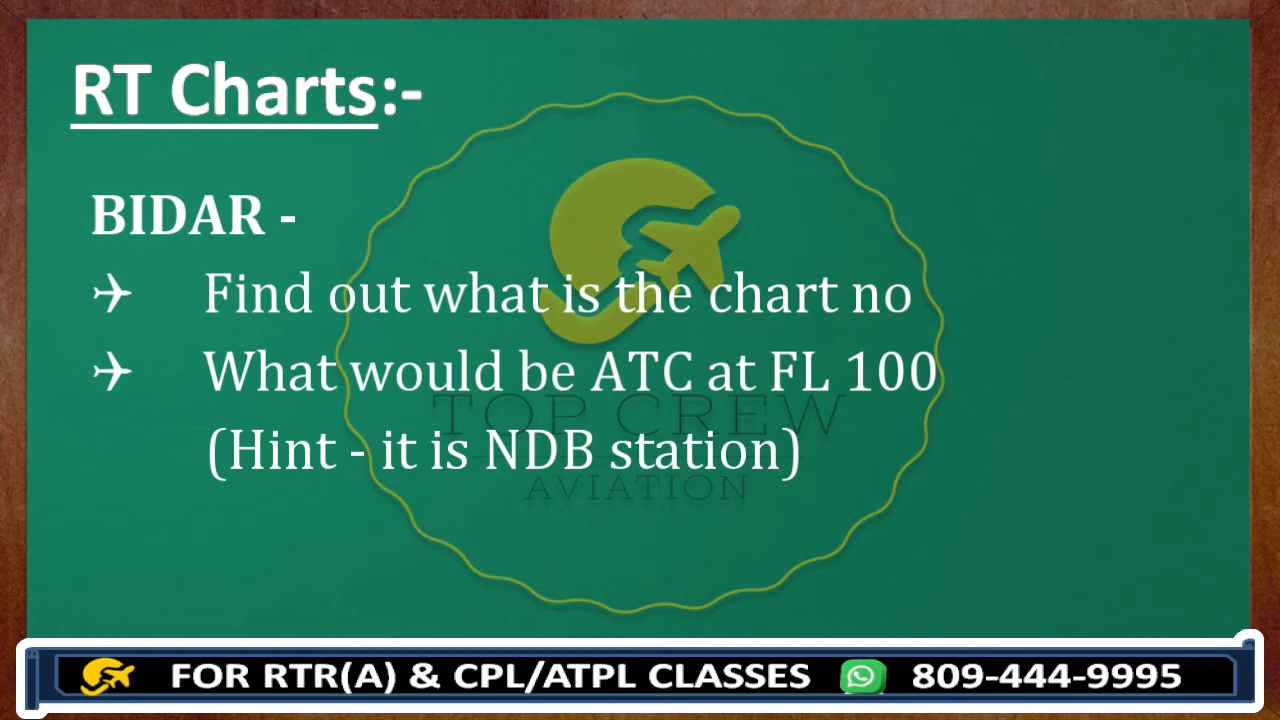 RT Charts:-
BIDAR -
✈ Find out what is the chart no
✈ What would be ATC at FL 100
(Hint - it is NDB station)
TOP CREW
AVIATION
FOR RTR(A) & CPL/ATPL CLASSES 809-444-9995